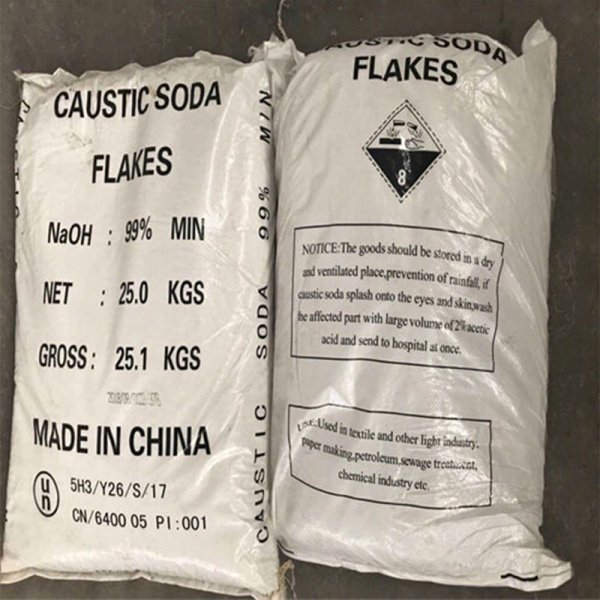 CAUSTIC SODA
FLAKES
NaOH : 99% MIN
NET : 25.0 KGS
GROSS: 25.1 KGS
MADE IN CHINA
un
5H3/Y26/S/17
CN/6400 05 PI:001
CAUSTIC SODA 99% MIN
CAUSTIC SODA
FLAKES
8
NOTICE:The goods should be stored in a dry
and ventilated place,prevention of rainfall, if
caustic soda splash onto the eyes and skin,wash
the affected part with large volume of 2% acetic
acid and send to hospital at once.
USE:Used in textile and other light industry,
paper making,petroleum,sewage treatment,
chemical industry etc.